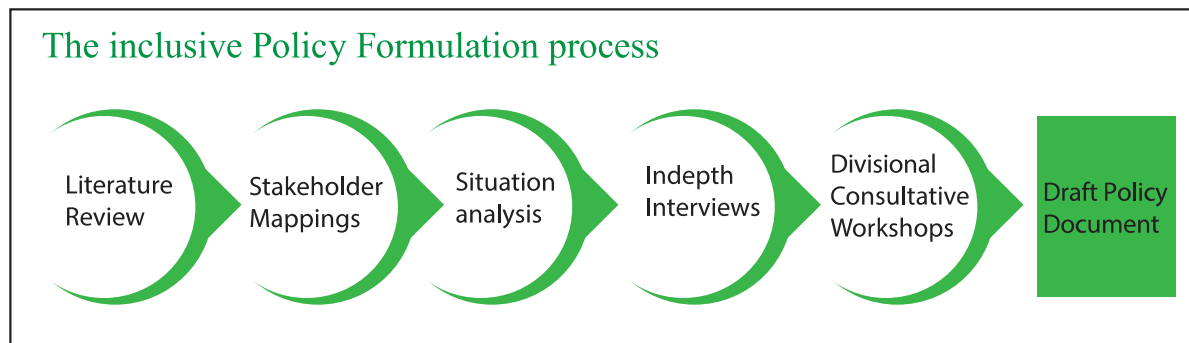 The inclusive Policy Formulation process
Literature
Review
Stakeholder
Mappings
Situation
analysis
Indepth
Interviews
Divisional
Consultative
Workshops
Draft Policy
Document